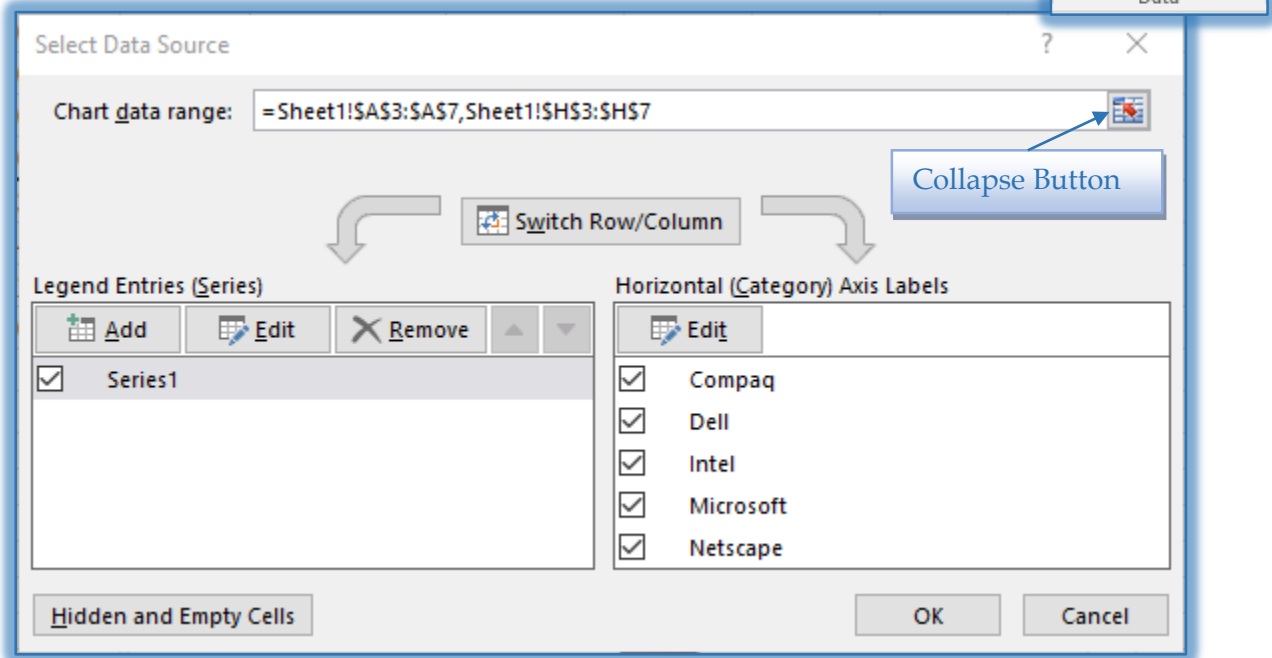 Data
Select Data Source
?
Chart data range: =Sheet1!$A$3:$A$7,Sheet1!$H$3:$H$7
Collapse Button
Switch Row/Column
Legend Entries (Series)
Add Edit Remove
Series1
Horizontal (Category) Axis Labels
Edit
Compaq
Dell
Intel
Microsoft
Netscape
Hidden and Empty Cells
OK Cancel